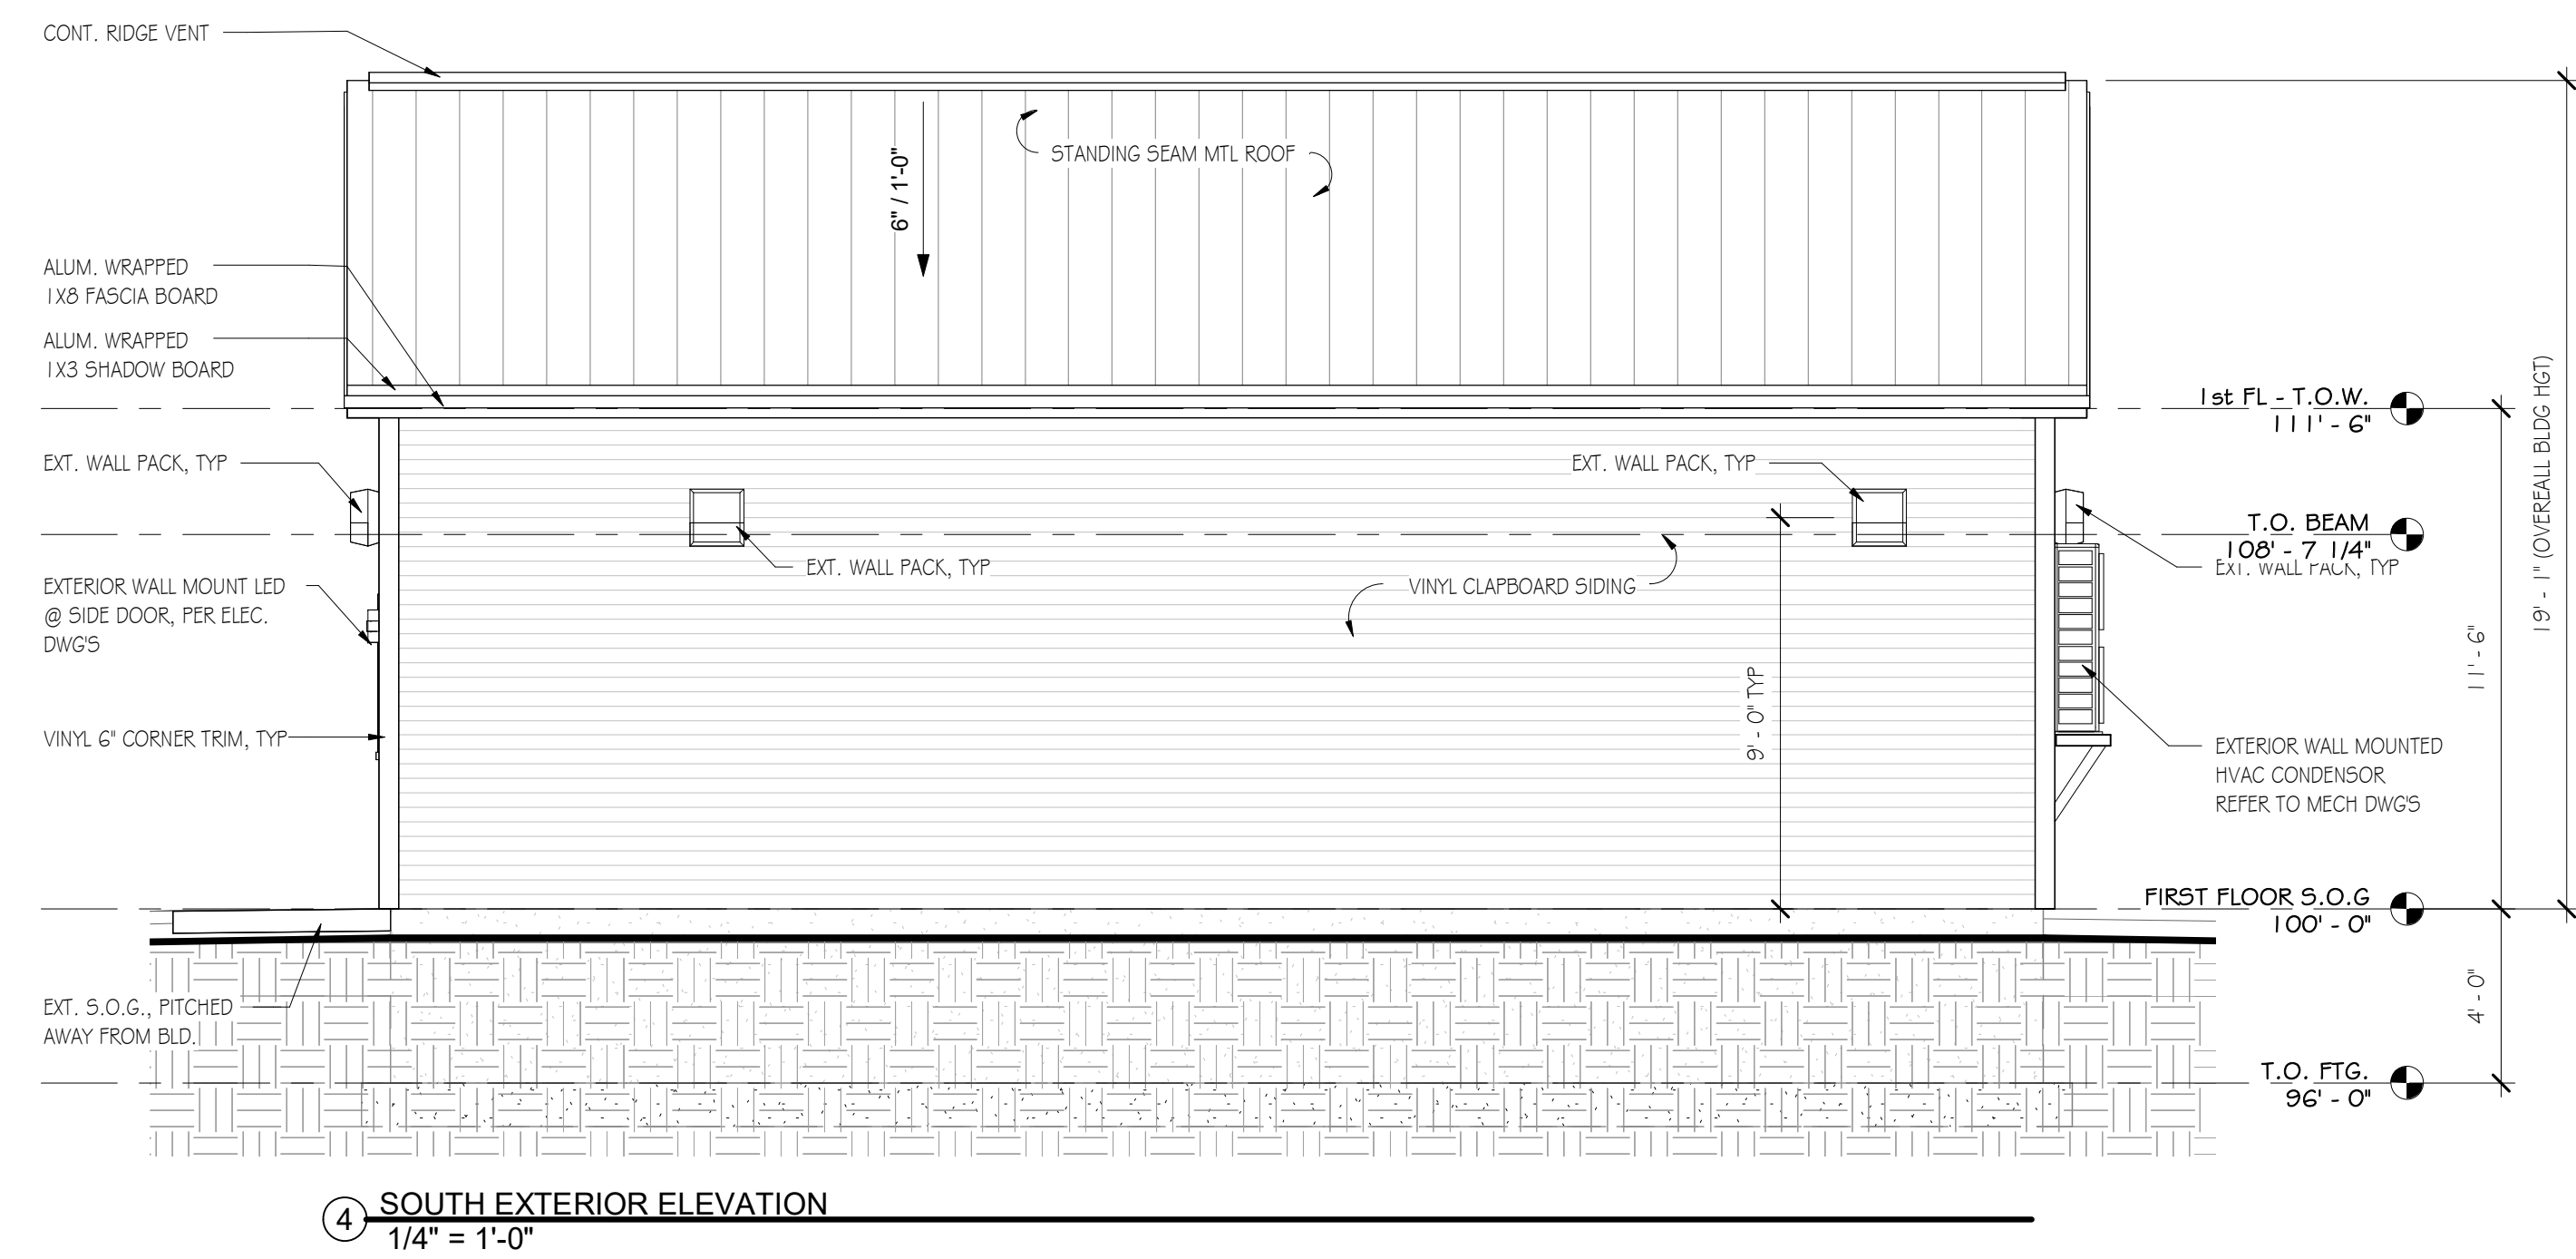 CONT. RIDGE VENT
6" / 1'-0"
STANDING SEAM MTL ROOF
ALUM. WRAPPED
1X8 FASCIA BOARD
ALUM. WRAPPED
1X3 SHADOW BOARD
1st FL - T.O.W.
111' - 6"
19' - 1" (OVEREALL BLDG HGT)
EXT. WALL PACK, TYP
EXT. WALL PACK, TYP
T.O. BEAM
108' - 7 1/4"
EXT. WALL PACK, TYP
EXT. WALL PACK, TYP
EXTERIOR WALL MOUNT LED
@ SIDE DOOR, PER ELEC.
DWG'S
VINYL CLAPBOARD SIDING
11' - 6"
9' - 0" TYP
VINYL 6" CORNER TRIM, TYP
EXTERIOR WALL MOUNTED
HVAC CONDENSOR
REFER TO MECH DWG'S
FIRST FLOOR S.O.G
100' - 0"
4' - 0"
EXT. S.O.G., PITCHED
AWAY FROM BLD.
T.O. FTG.
96' - 0"
4
SOUTH EXTERIOR ELEVATION
1/4" = 1'-0"